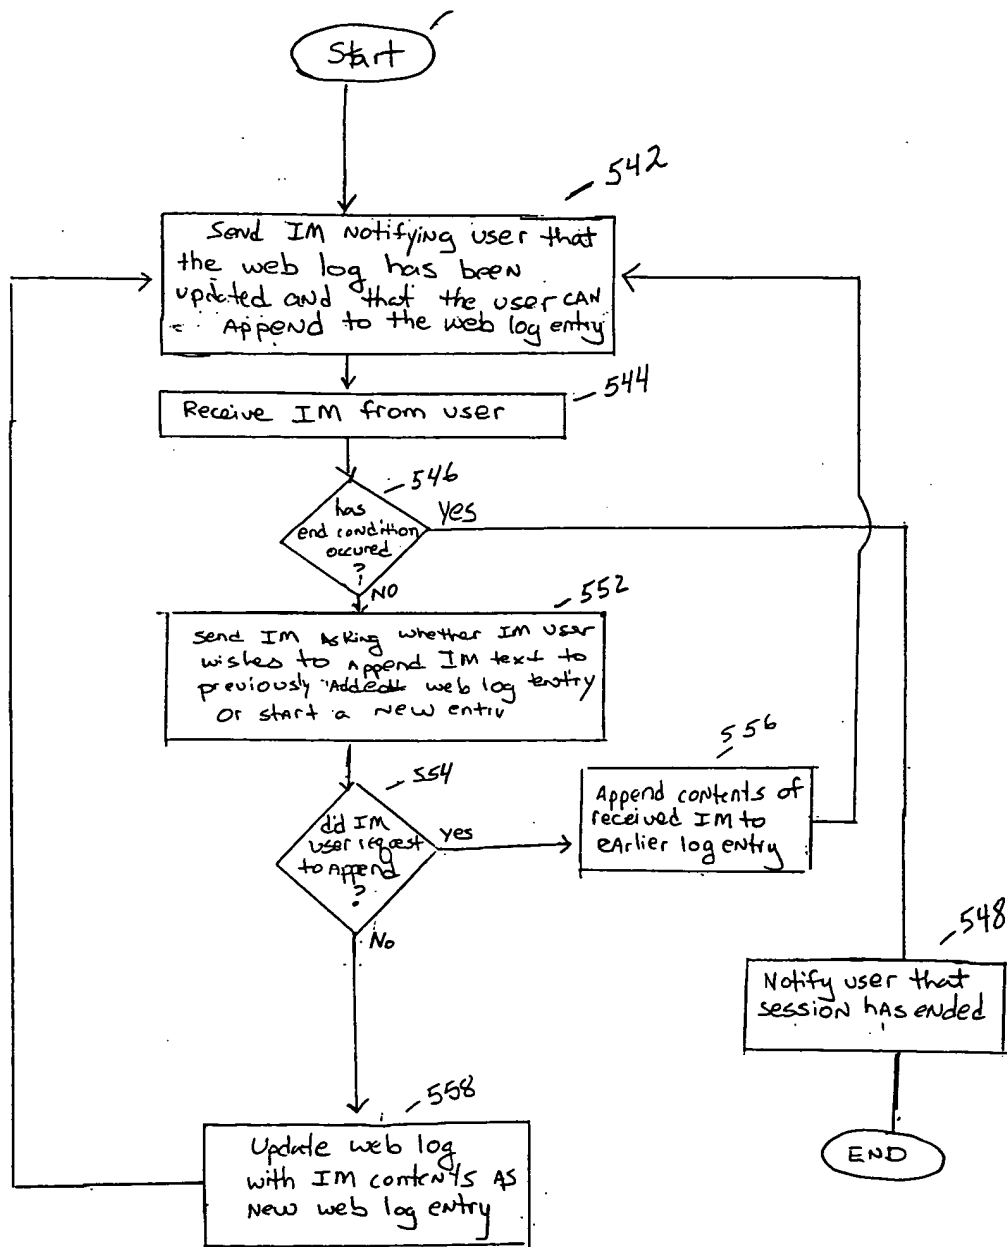 Start
542
Send IM Notifying user that
the web log has been
updated and that the user CAN
Append to the web log entry
544
Receive IM from user
546
has
end condition
occured
?
Yes
NO
552
Send IM Asking whether IM user
wishes to Append IM text to
previously Added web log entry
Or start a New entry
554
did IM
user request
to Append
?
yes
No
556
Append contents of
received IM to
eArlier log entry
548
Notify user that
session hAs ended
END
558
Update web log
with IM contents AS
New web log entry